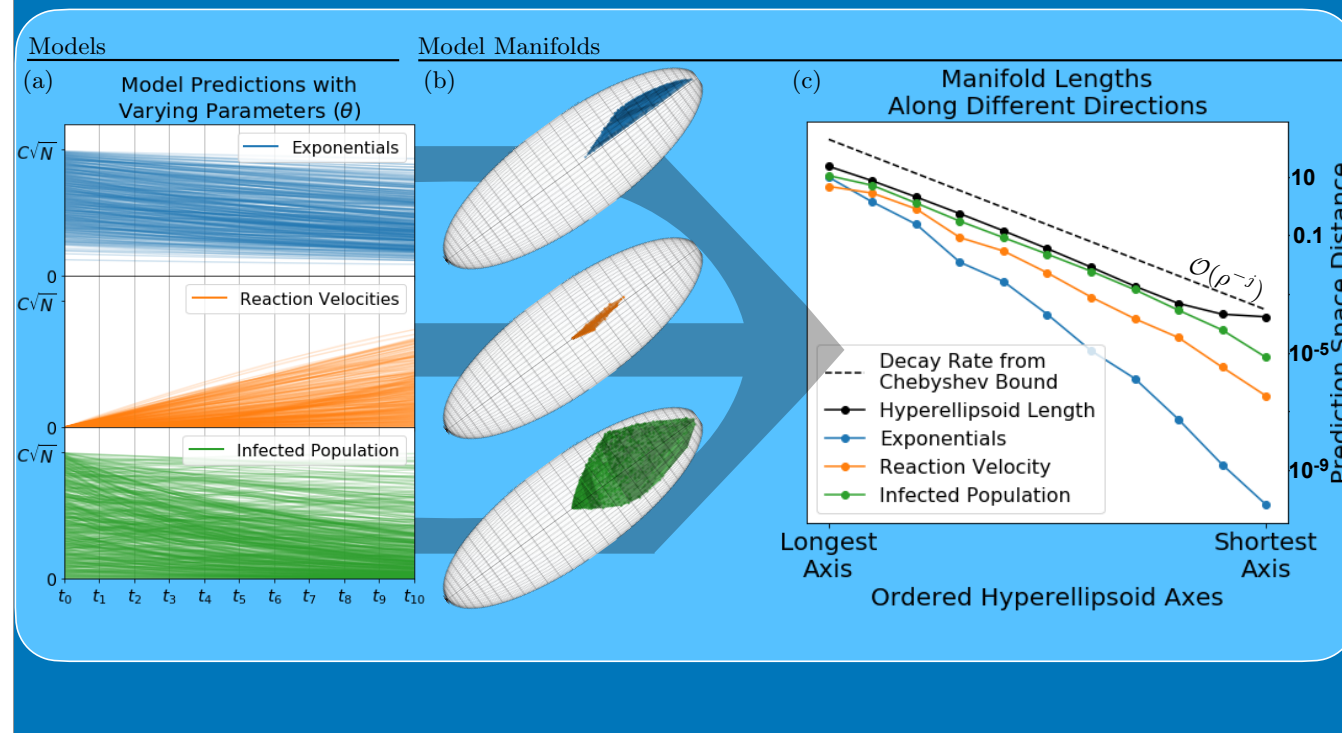 Models
Model Manifolds
(a)
Model Predictions with
Varying Parameters (θ)
C√N
Exponentials
0
C√N
Reaction Velocities
0
C√N
Infected Population
0
t₀ t₁ t₂ t₃ t₄ t₅ t₆ t₇ t₈ t₉ t₁₀
(b)
(c)
Manifold Lengths
Along Different Directions
10
0.1
10⁻⁵
10⁻⁹
Prediction Space Distance
𝒪(ρ⁻ʲ)
Decay Rate from
Chebyshev Bound
Hyperellipsoid Length
Exponentials
Reaction Velocity
Infected Population
Longest
Axis
Shortest
Axis
Ordered Hyperellipsoid Axes